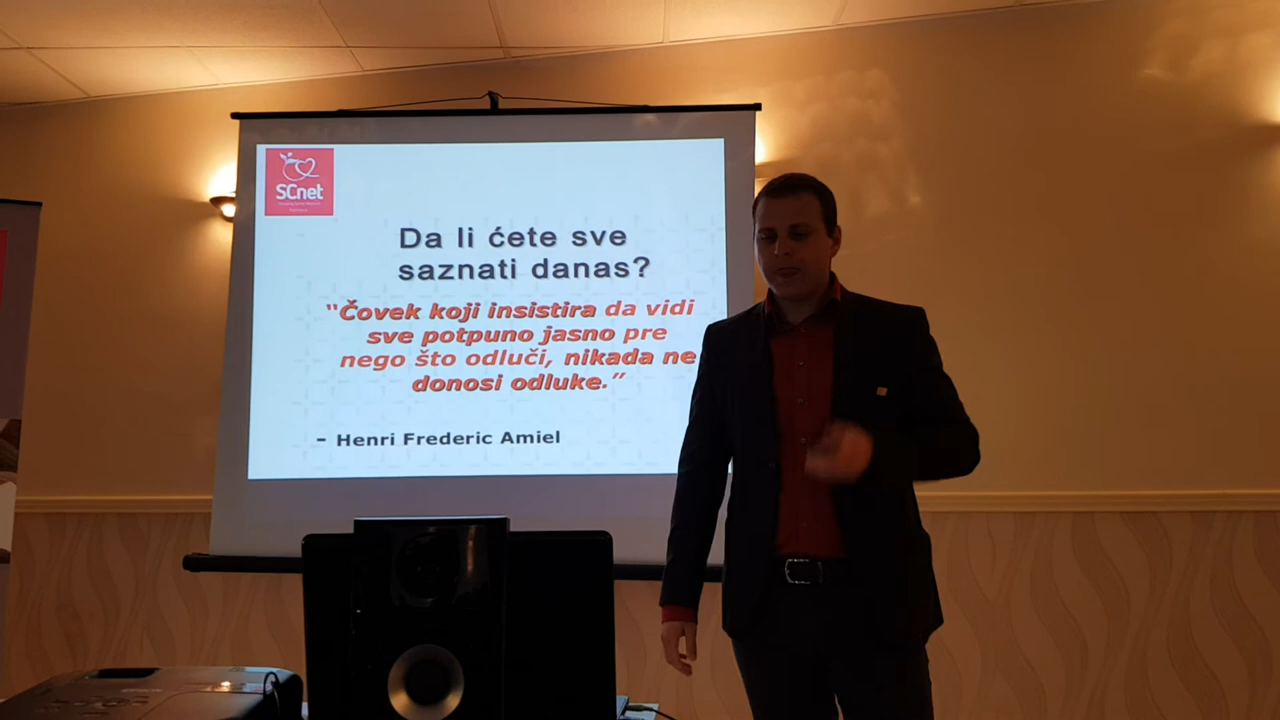 SCnet
Da li ćete sve
saznati danas?
“Čovek koji insistira da vidi
sve potpuno jasno pre
nego što odluči, nikada ne
donosi odluke.”
– Henri Frederic Amiel
EPSON